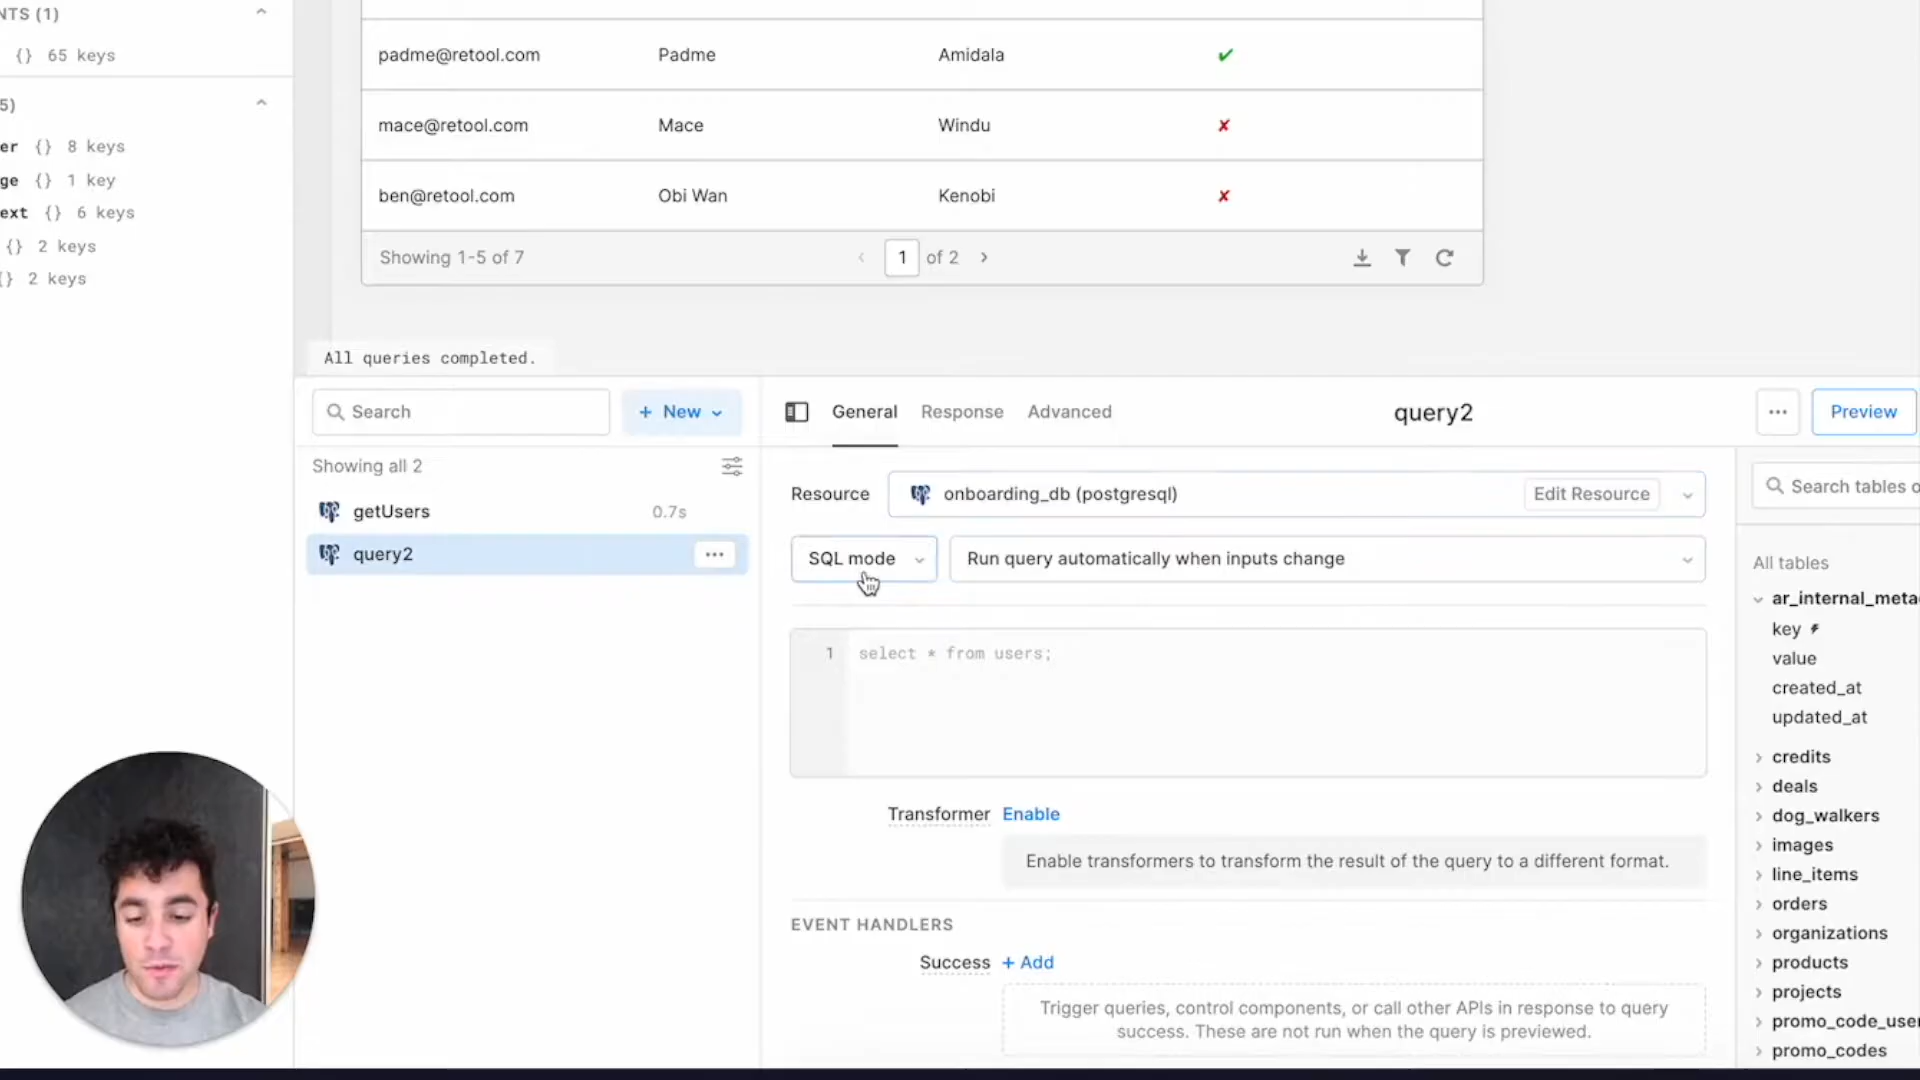 NTS (1)
{} 65 keys
5)
er {} 8 keys
ge {} 1 key
ext {} 6 keys
{} 2 keys
{} 2 keys
padme@retool.com Padme Amidala ✔
mace@retool.com Mace Windu ✘
ben@retool.com Obi Wan Kenobi ✘
Showing 1-5 of 7 ‹ 1 of 2 ›
All queries completed.
Search
+ New
Showing all 2
getUsers 0.7s
query2 ...
General Response Advanced
query2
... Preview
Resource onboarding_db (postgresql) Edit Resource
SQL mode Run query automatically when inputs change
1 select * from users;
Transformer Enable
Enable transformers to transform the result of the query to a different format.
EVENT HANDLERS
Success + Add
Trigger queries, control components, or call other APIs in response to query
success. These are not run when the query is previewed.
Search tables o
All tables
ar_internal_meta
key
value
created_at
updated_at
credits
deals
dog_walkers
images
line_items
orders
organizations
products
projects
promo_code_use
promo_codes